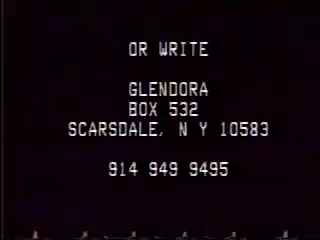 OR WRITE
GLENDORA
BOX 532
SCARSDALE, N Y 10583
914 949 9495